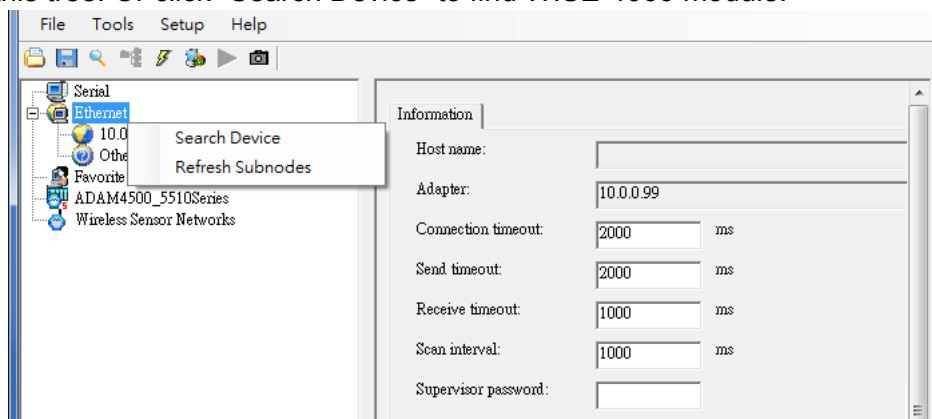 File Tools Setup Help
Serial
Ethernet
10.0
Othe
Favorite
ADAM4500_5510Series
Wireless Sensor Networks
Search Device
Refresh Subnodes
Information
Host name:
Adapter: 10.0.0.99
Connection timeout: 2000 ms
Send timeout: 2000 ms
Receive timeout: 1000 ms
Scan interval: 1000 ms
Supervisor password: